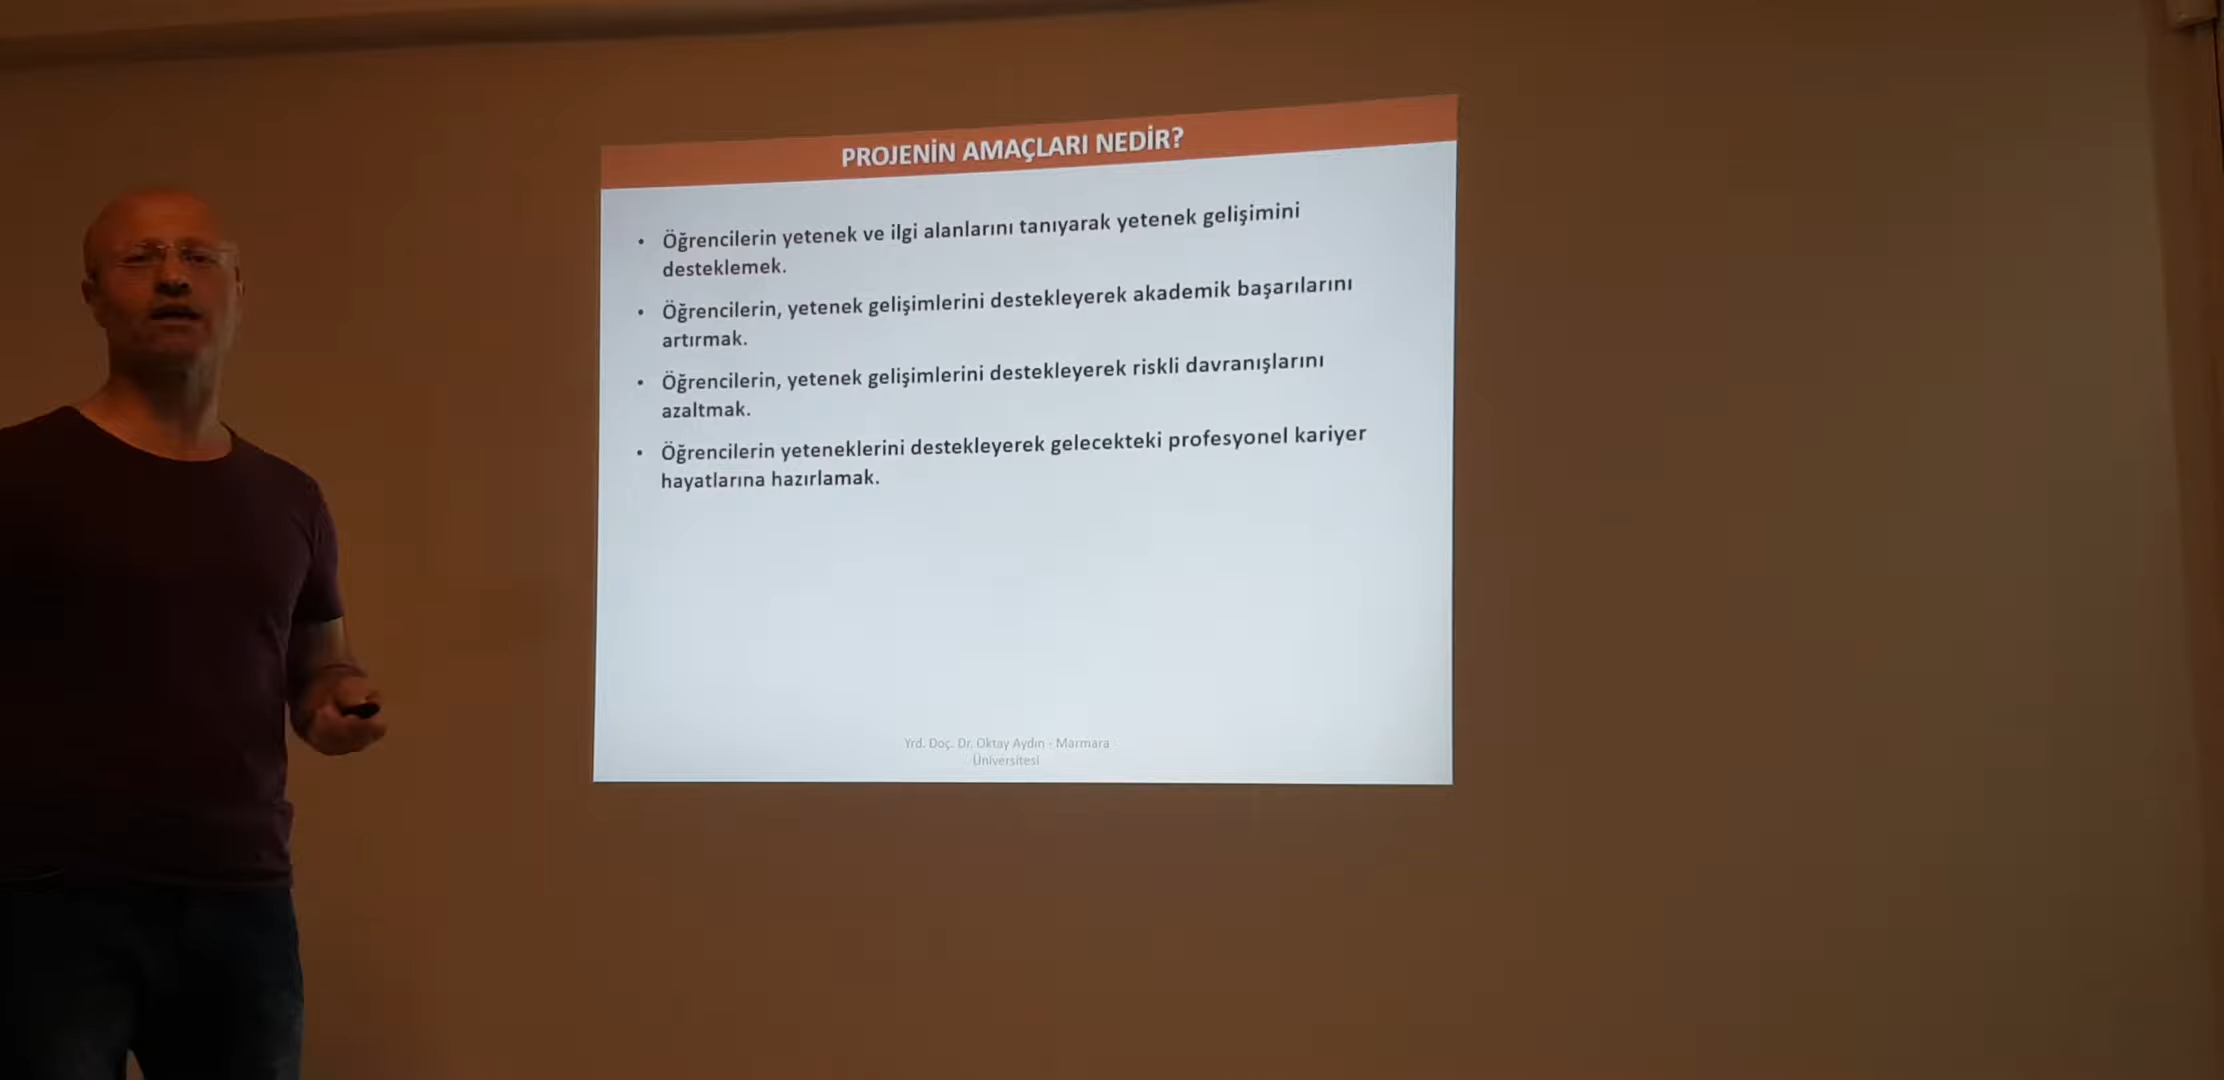 PROJENİN AMAÇLARI NEDİR?
• Öğrencilerin yetenek ve ilgi alanlarını tanıyarak yetenek gelişimini
desteklemek.
• Öğrencilerin, yetenek gelişimlerini destekleyerek akademik başarılarını
artırmak.
• Öğrencilerin, yetenek gelişimlerini destekleyerek riskli davranışlarını
azaltmak.
• Öğrencilerin yeteneklerini destekleyerek gelecekteki profesyonel kariyer
hayatlarına hazırlamak.
Yrd. Doç. Dr. Oktay Aydın - Marmara
Üniversitesi